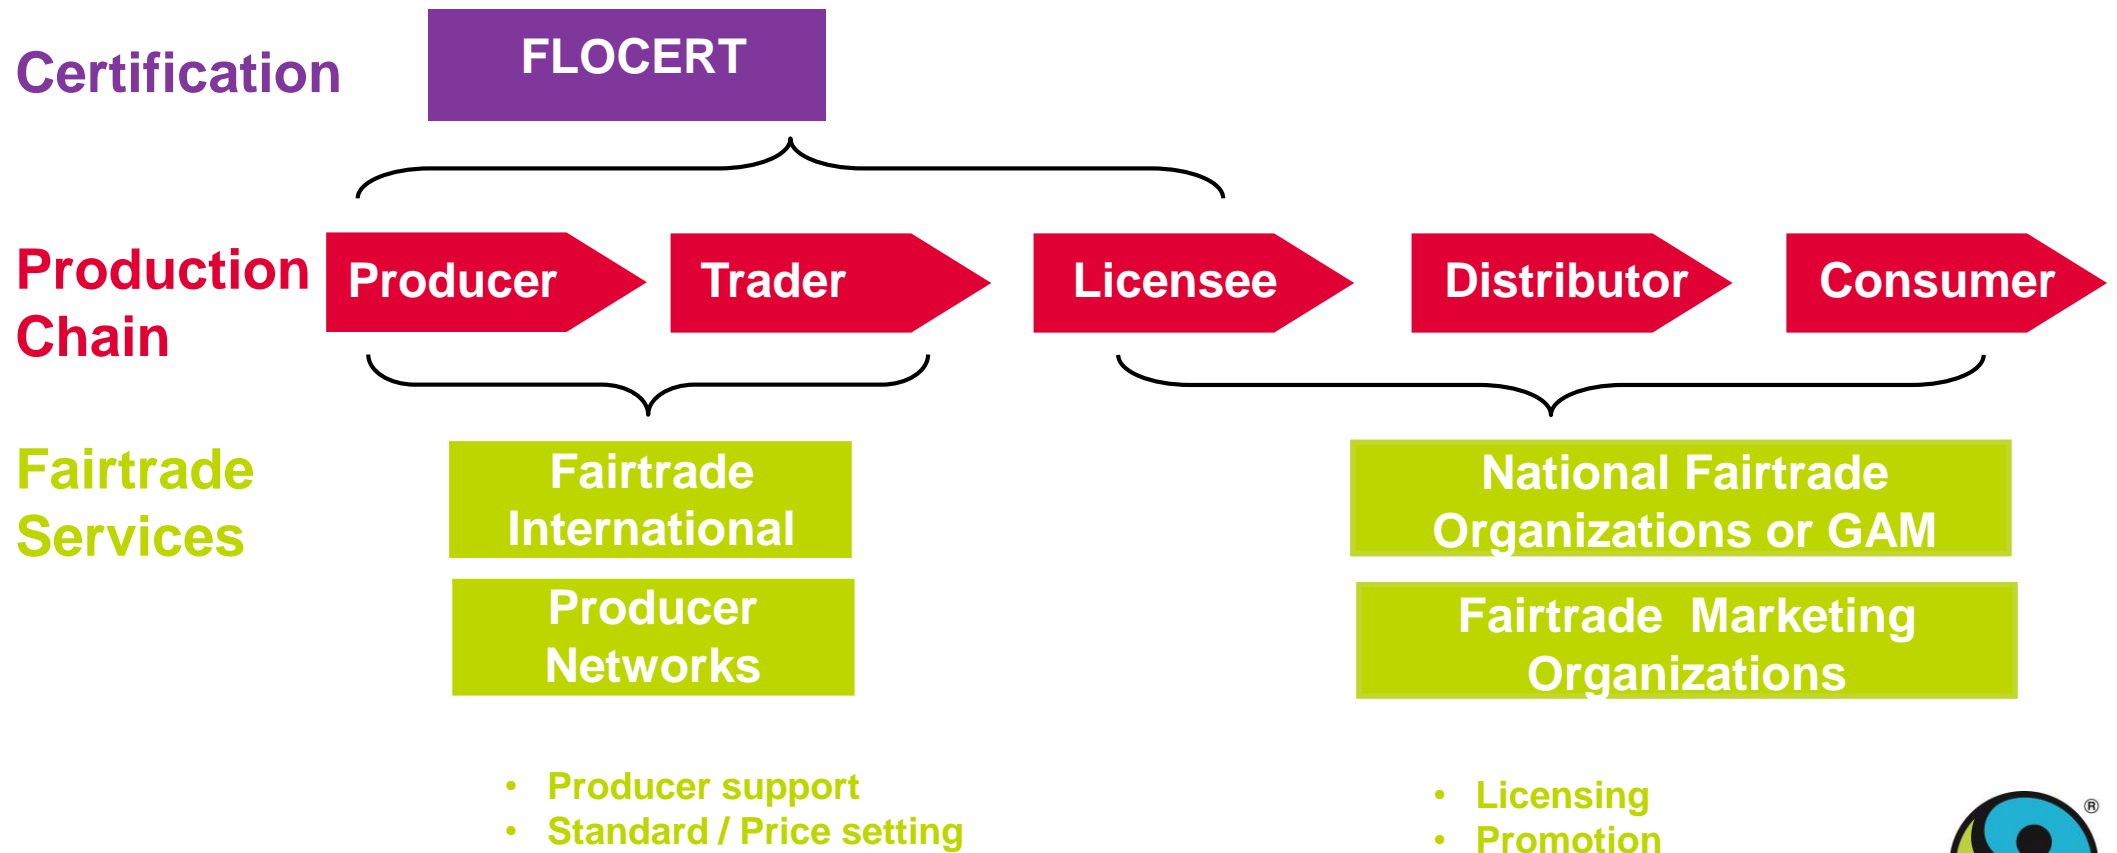 Certification
FLOCERT
Production
Chain
Producer
Trader
Licensee
Distributor
Consumer
Fairtrade
Services
Fairtrade
International
Producer
Networks
National Fairtrade
Organizations or GAM
Fairtrade Marketing
Organizations
• Producer support
• Standard / Price setting
• Licensing
• Promotion
®